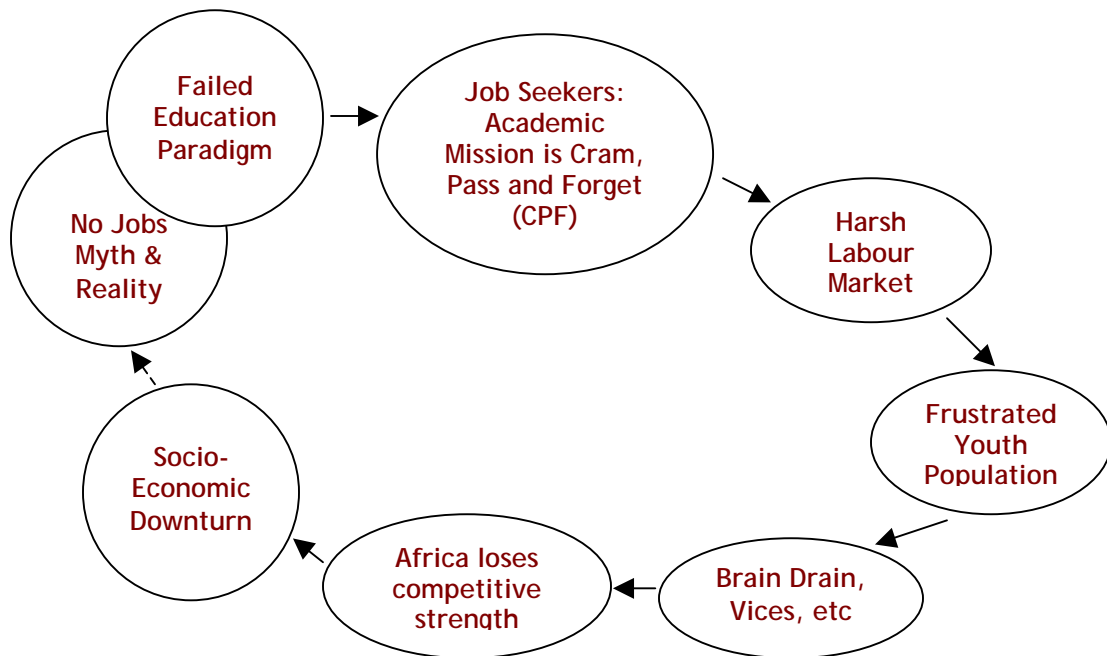 Failed
Education
Paradigm
Job Seekers:
Academic
Mission is Cram,
Pass and Forget
(CPF)
Harsh
Labour
Market
Frustrated
Youth
Population
Brain Drain,
Vices, etc
Africa loses
competitive
strength
Socio-
Economic
Downturn
No Jobs
Myth &
Reality